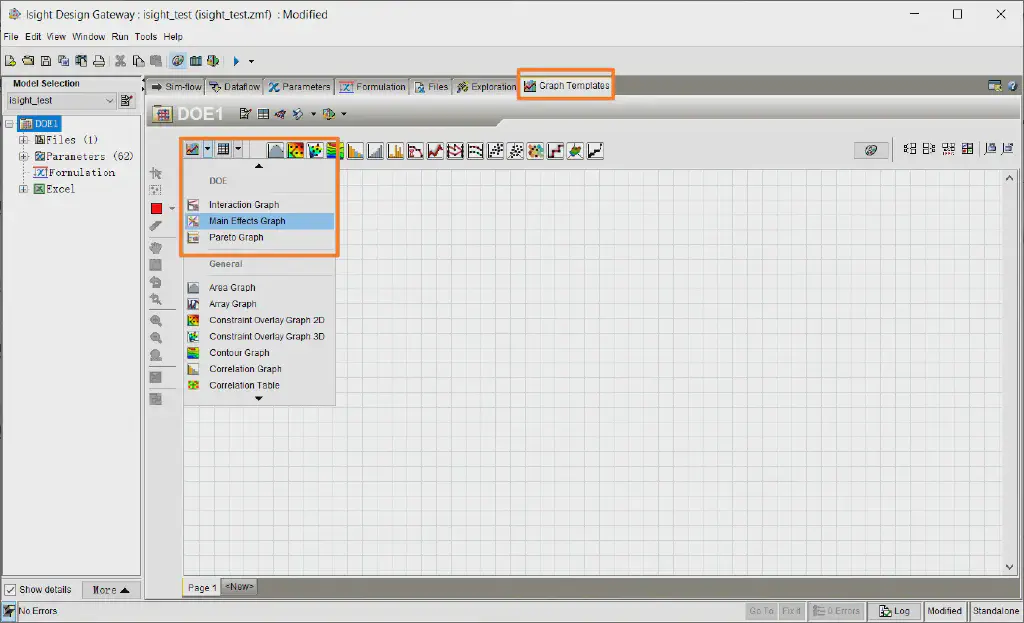 Isight Design Gateway : isight_test (isight_test.zmf) : Modified
File Edit View Window Run Tools Help
Model Selection
isight_test
DOE1
Files (1)
Parameters (62)
Formulation
Excel
Show details
More
No Errors
Sim-flow Dataflow Parameters Formulation Files Exploration Graph Templates
DOE1
DOE
Interaction Graph
Main Effects Graph
Pareto Graph
General
Area Graph
Array Graph
Constraint Overlay Graph 2D
Constraint Overlay Graph 3D
Contour Graph
Correlation Graph
Correlation Table
Page 1 <New>
Go To Fix it 0 Errors Log Modified Standalone